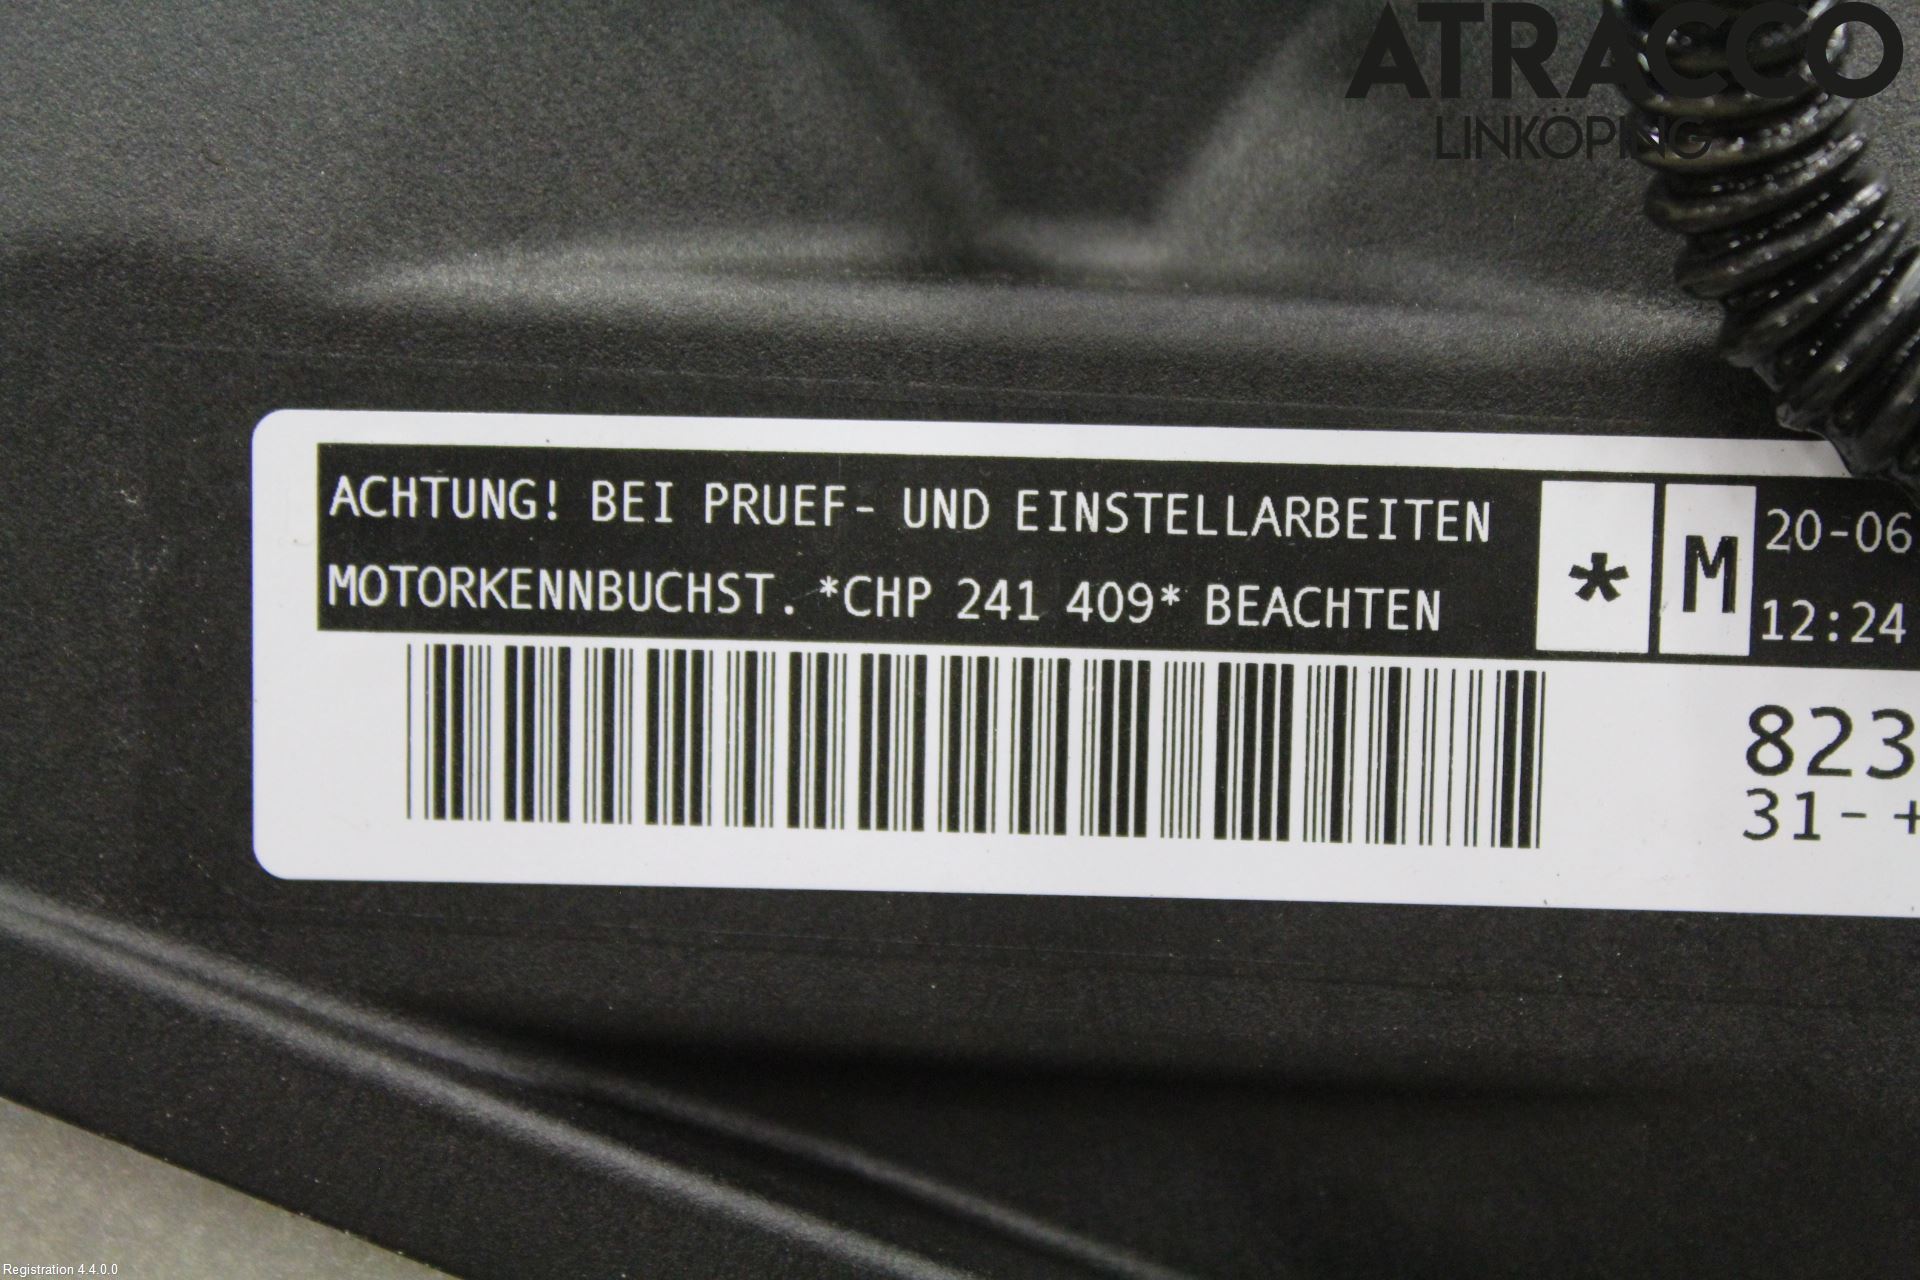 ATRACCO
LINKÖPING
ACHTUNG! BEI PRUEF- UND EINSTELLARBEITEN
MOTORKENNBUCHST. *CHP 241 409* BEACHTEN
* M
20-06
12:24
823
31- +
Registration 4.4.0.0